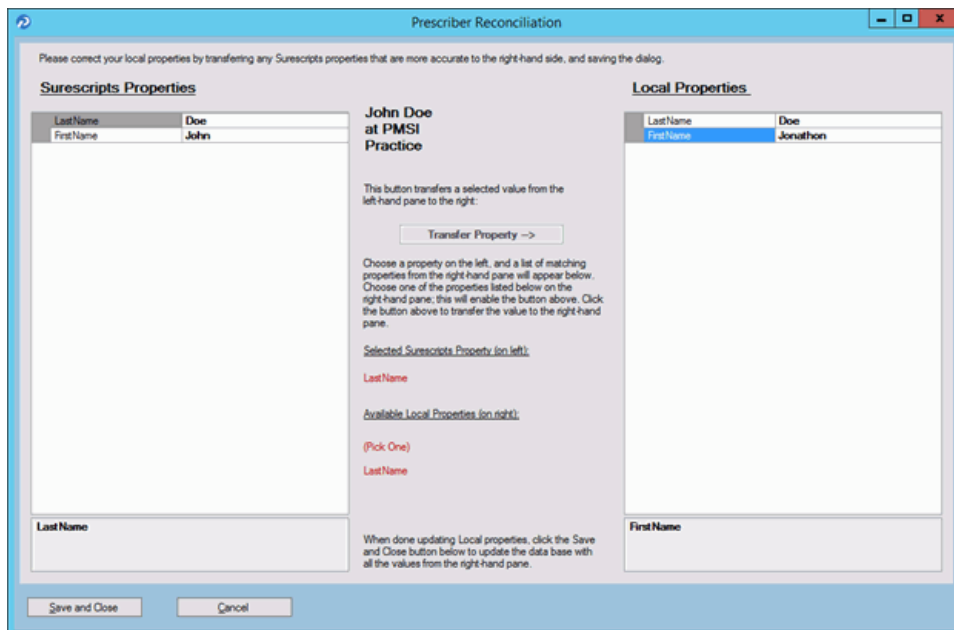 Prescriber Reconciliation
Please correct your local properties by transferring any Surescripts properties that are more accurate to the right-hand side, and saving the dialog.
Surescripts Properties
LastName Doe
FirstName John
LastName
John Doe
at PMSI
Practice
This button transfers a selected value from the
left-hand pane to the right:
Transfer Property -->
Choose a property on the left, and a list of matching
properties from the right-hand pane will appear below.
Choose one of the properties listed below on the
right-hand pane; this will enable the button above. Click
the button above to transfer the value to the right-hand
pane.
Selected Surescripts Property (on left):
LastName
Available Local Properties (on right):
(Pick One)
LastName
When done updating Local properties, click the Save
and Close button below to update the data base with
all the values from the right-hand pane.
Local Properties
LastName Doe
FirstName Jonathon
FirstName
Save and Close
Cancel